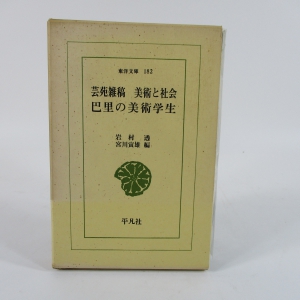 東洋文庫 182
芸苑雑稿 美術と社会
巴里の美術学生
岩村透
宮川寅雄 編
平凡社